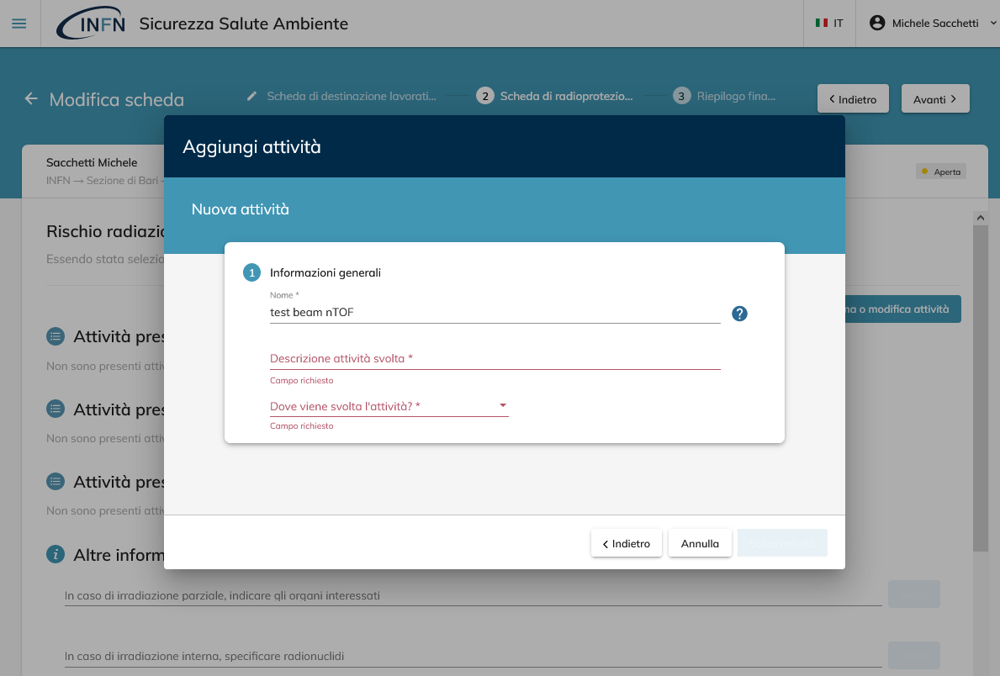 INFN
Sicurezza Salute Ambiente
IT
Michele Sacchetti
Modifica scheda
Scheda di destinazione lavorati...
2
Scheda di radioprotezio...
3
Riepilogo fina...
Indietro
Avanti
Aggiungi attività
Sacchetti Michele
INFN → Sezione di Bari
Aperta
Nuova attività
Rischio radiazio
Essendo stata selezio
1
Informazioni generali
Nome *
test beam nTOF
?
na o modifica attività
Attività pres
Non sono presenti attiv
Descrizione attività svolta *
Campo richiesto
Attività pres
Non sono presenti attiv
Dove viene svolta l'attività? *
Campo richiesto
Attività pres
Non sono presenti attiv
Indietro
Annulla
Altre inform
In caso di irradiazione parziale, indicare gli organi interessati
In caso di irradiazione interna, specificare radionuclidi